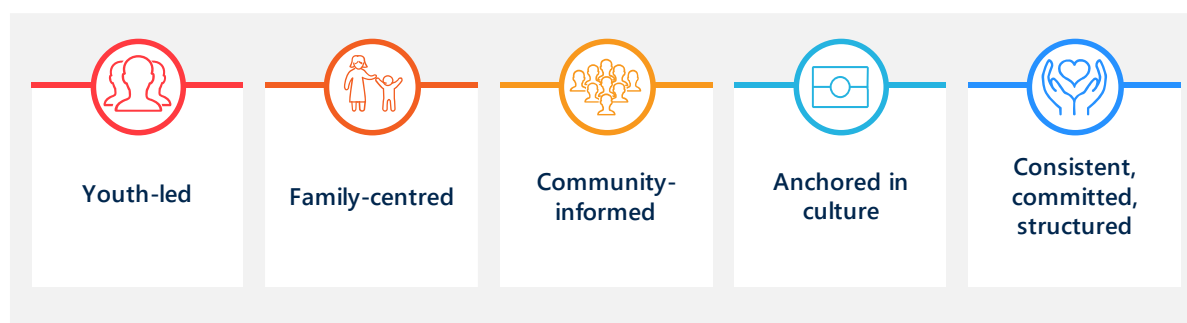 Youth-led
Family-centred
Community-
informed
Anchored in
culture
Consistent,
committed,
structured